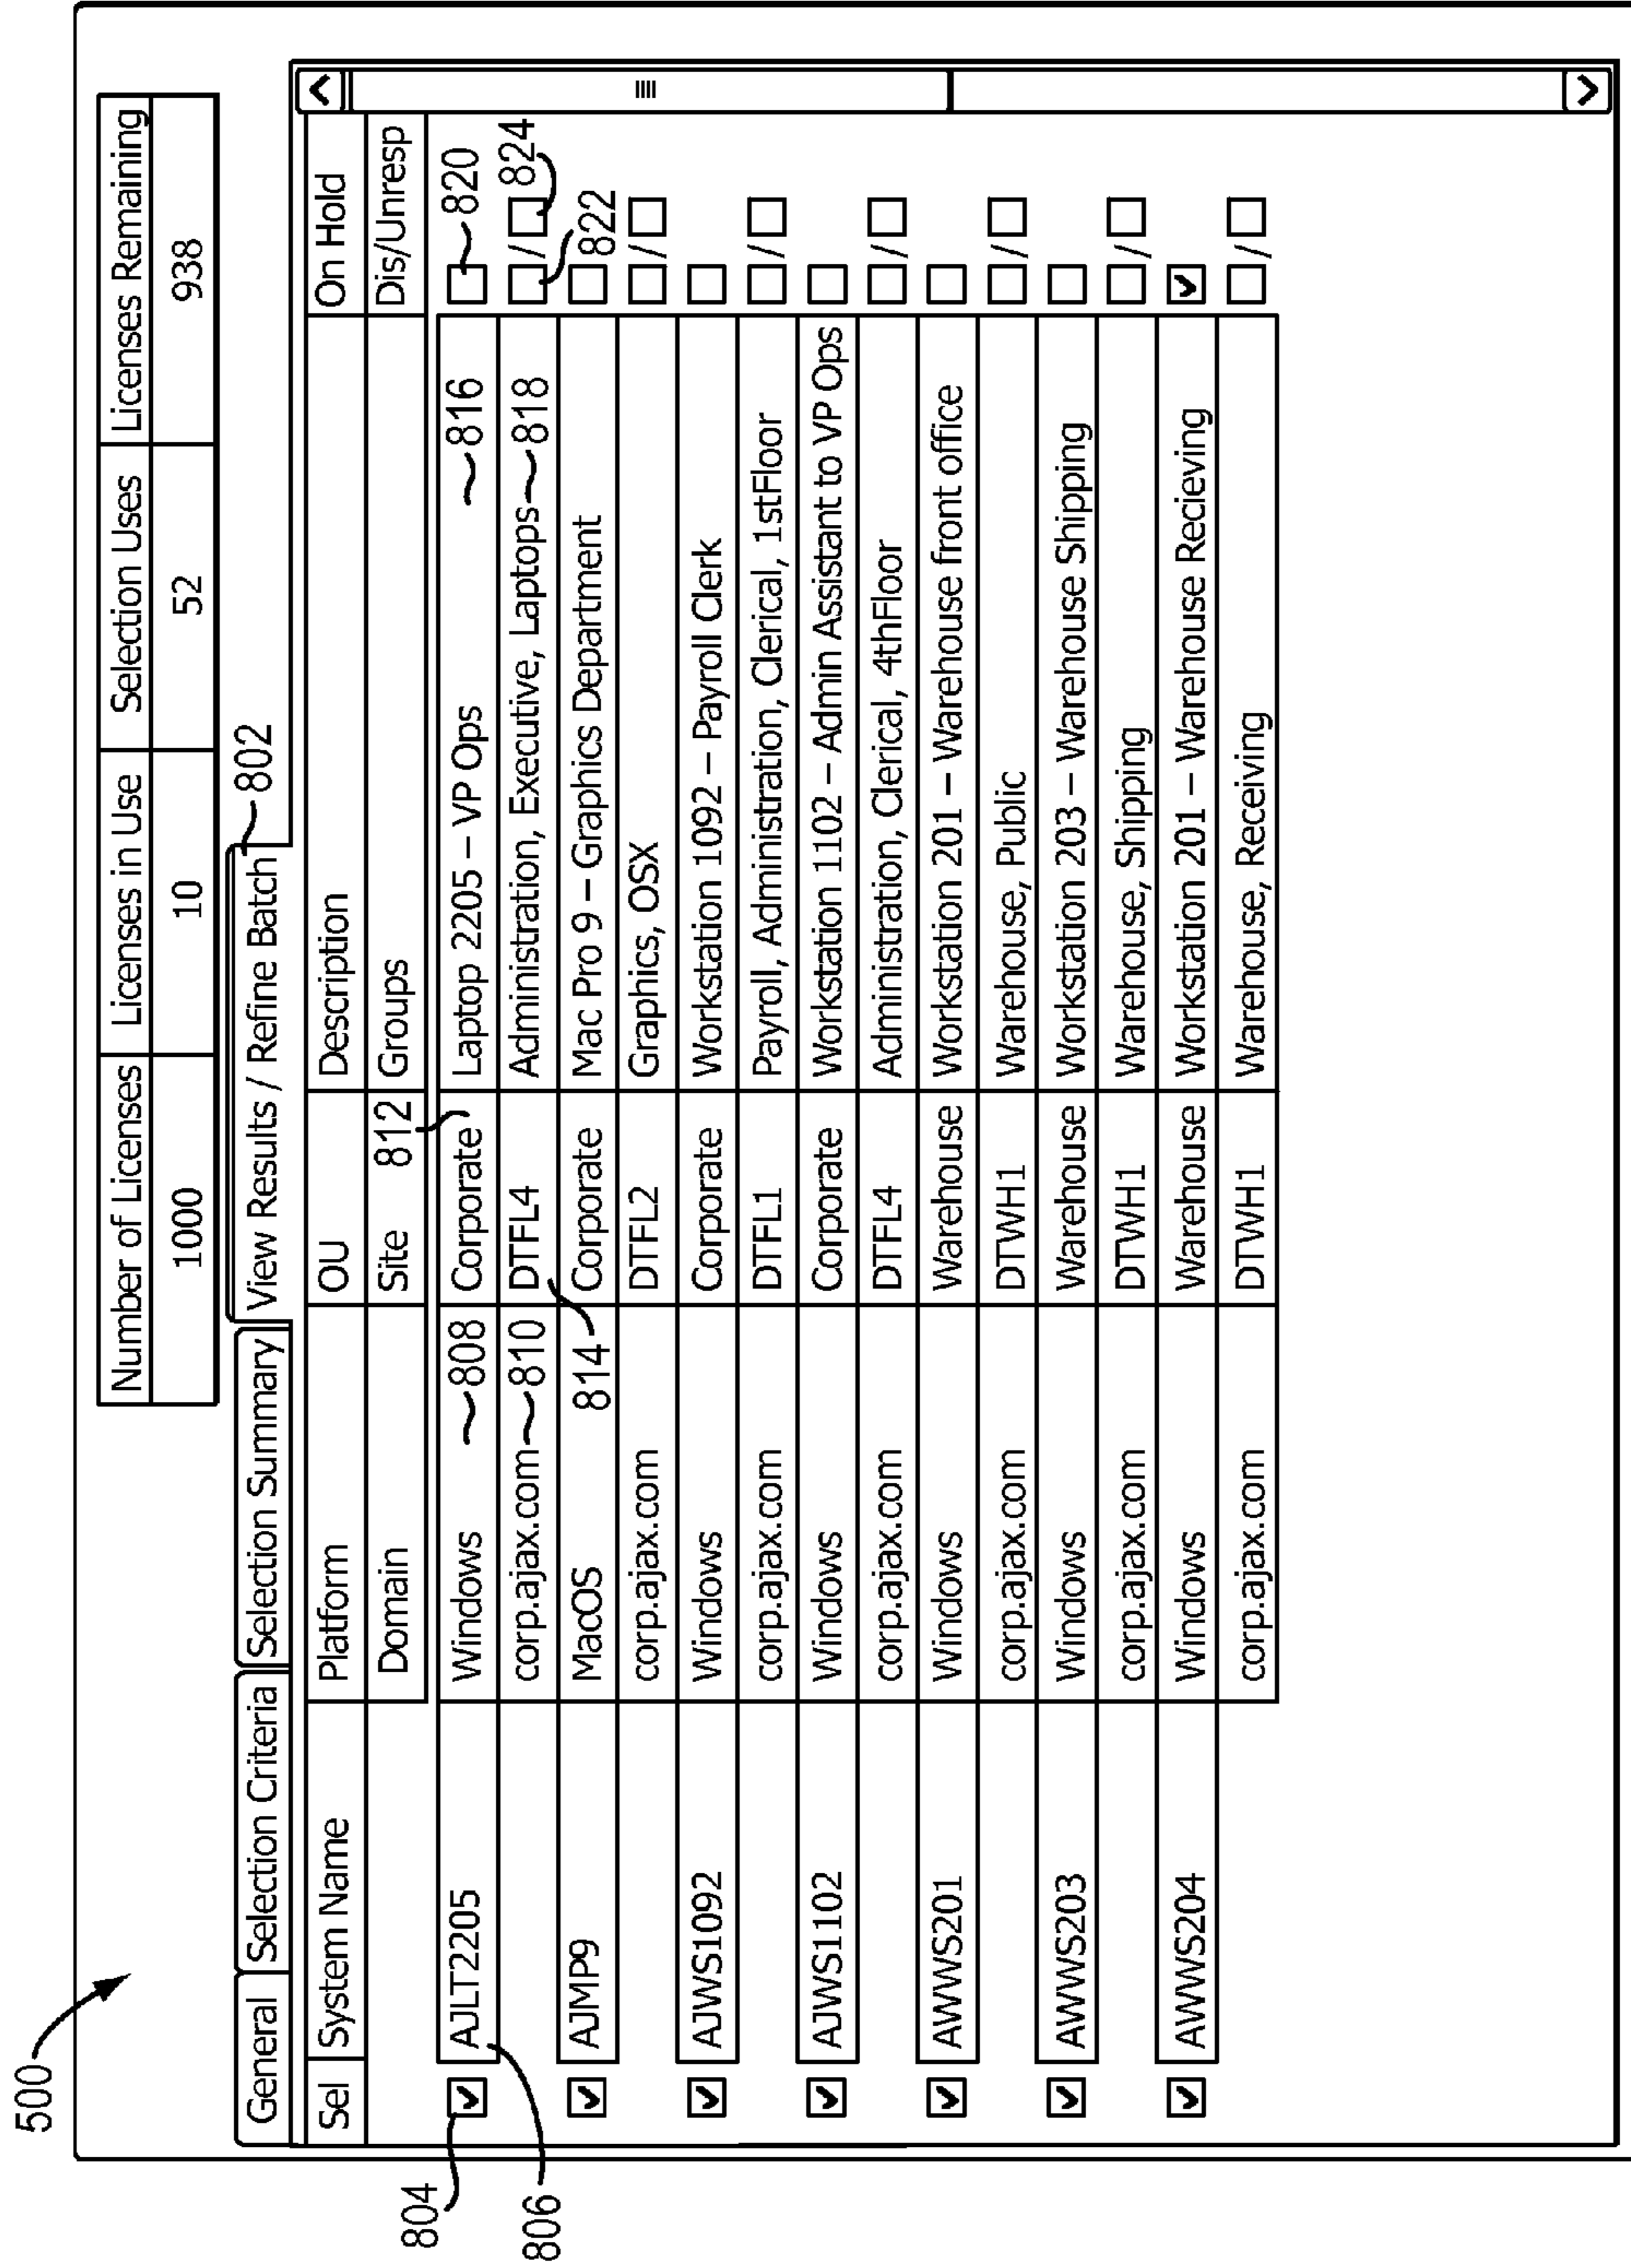 500
Number of Licenses Licenses in Use Selection Uses Licenses Remaining
1000 10 52 938
General Selection Criteria Selection Summary View Results / Refine Batch 802
Sel System Name Platform OU Description On Hold
Domain Site 812 Groups Dis/Unresp
804 AJLT2205 Windows 808 Corporate Laptop 2205 – VP Ops 816 820
806 corp.ajax.com 810 DTFL4 Administration, Executive, Laptops 818 / 824
AJMP9 MacOS 814 Corporate Mac Pro 9 – Graphics Department 822
corp.ajax.com DTFL2 Graphics, OSX /
AJWS1092 Windows Corporate Workstation 1092 – Payroll Clerk
corp.ajax.com DTFL1 Payroll, Administration, Clerical, 1stFloor /
AJWS1102 Windows Corporate Workstation 1102 – Admin Assistant to VP Ops
corp.ajax.com DTFL4 Administration, Clerical, 4thFloor /
AWWS201 Windows Warehouse Workstation 201 – Warehouse front office
corp.ajax.com DTWH1 Warehouse, Public /
AWWS203 Windows Warehouse Workstation 203 – Warehouse Shipping
corp.ajax.com DTWH1 Warehouse, Shipping /
AWWS204 Windows Warehouse Workstation 201 – Warehouse Recieving
corp.ajax.com DTWH1 Warehouse, Receiving /